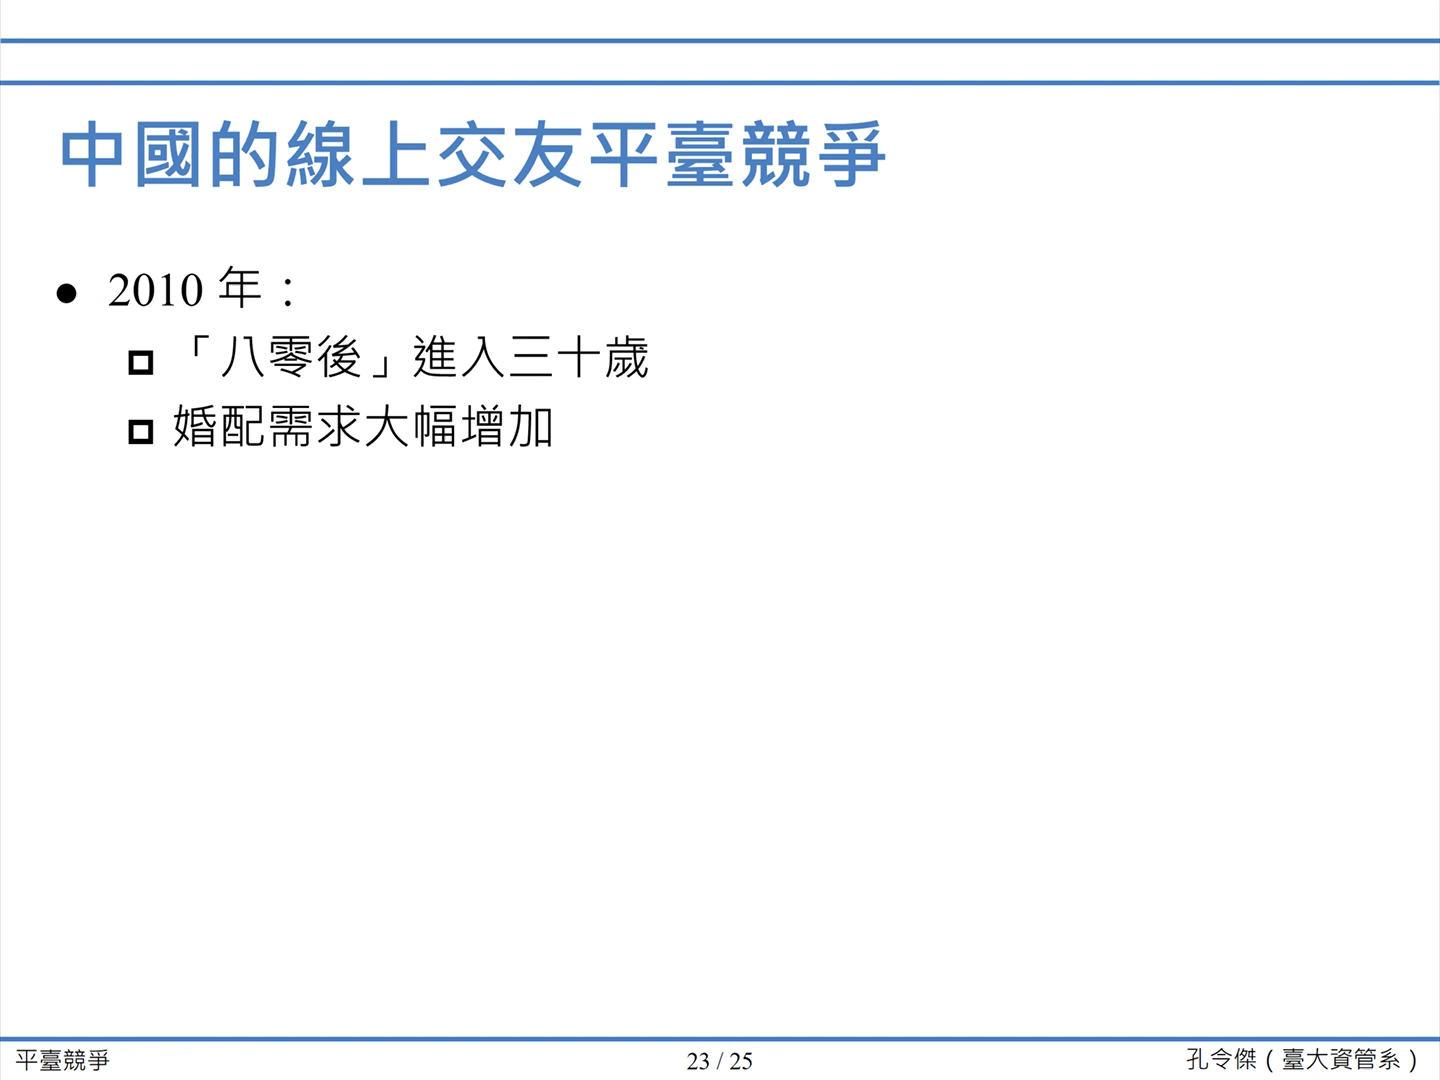 中國的線上交友平臺競爭
● 2010 年：
「八零後」進入三十歲
婚配需求大幅增加
平臺競爭
23 / 25
孔令傑（臺大資管系）